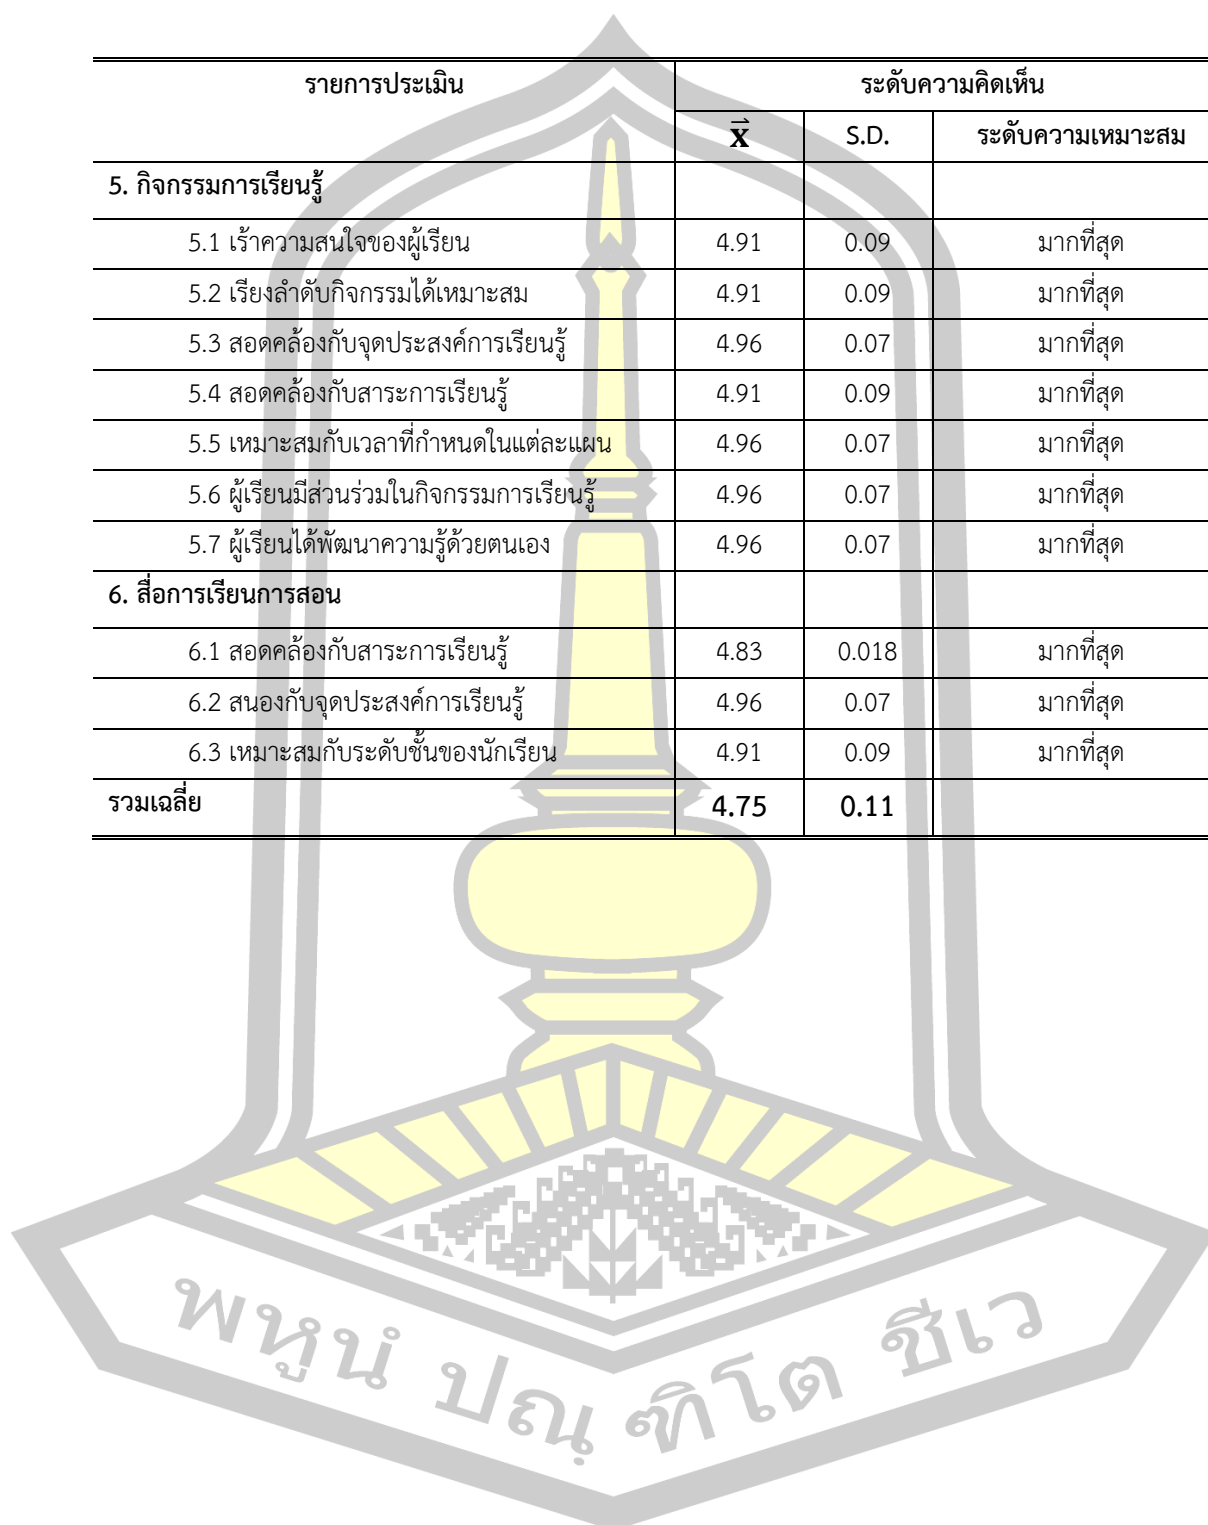 รายการประเมิน ระดับความคิดเห็น
x̄ S.D. ระดับความเหมาะสม
5. กิจกรรมการเรียนรู้
5.1 เร้าความสนใจของผู้เรียน 4.91 0.09 มากที่สุด
5.2 เรียงลำดับกิจกรรมได้เหมาะสม 4.91 0.09 มากที่สุด
5.3 สอดคล้องกับจุดประสงค์การเรียนรู้ 4.96 0.07 มากที่สุด
5.4 สอดคล้องกับสาระการเรียนรู้ 4.91 0.09 มากที่สุด
5.5 เหมาะสมกับเวลาที่กำหนดในแต่ละแผน 4.96 0.07 มากที่สุด
5.6 ผู้เรียนมีส่วนร่วมในกิจกรรมการเรียนรู้ 4.96 0.07 มากที่สุด
5.7 ผู้เรียนได้พัฒนาความรู้ด้วยตนเอง 4.96 0.07 มากที่สุด
6. สื่อการเรียนการสอน
6.1 สอดคล้องกับสาระการเรียนรู้ 4.83 0.018 มากที่สุด
6.2 สนองกับจุดประสงค์การเรียนรู้ 4.96 0.07 มากที่สุด
6.3 เหมาะสมกับระดับชั้นของนักเรียน 4.91 0.09 มากที่สุด
รวมเฉลี่ย 4.75 0.11
พหูนํ ปณฺฑิโต ชีเว